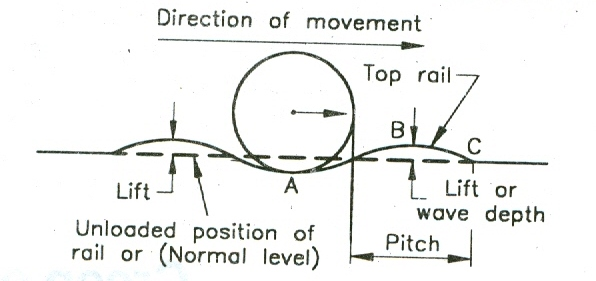 Direction of movement
Top rail
B
C
A
Lift
Lift or
wave depth
Unloaded position of
rail or (Normal level)
Pitch